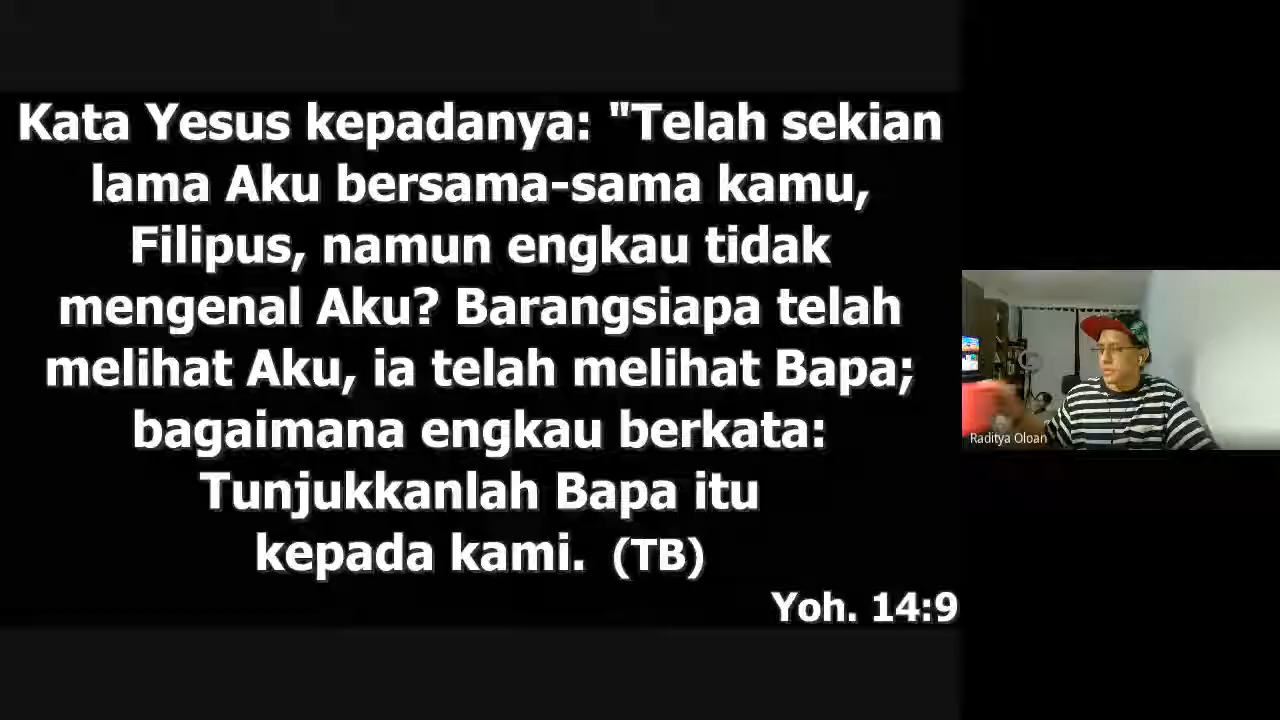 Kata Yesus kepadanya: "Telah sekian
lama Aku bersama-sama kamu,
Filipus, namun engkau tidak
mengenal Aku? Barangsiapa telah
melihat Aku, ia telah melihat Bapa;
bagaimana engkau berkata:
Tunjukkanlah Bapa itu
kepada kami. (TB)
Yoh. 14:9
Raditya Oloan